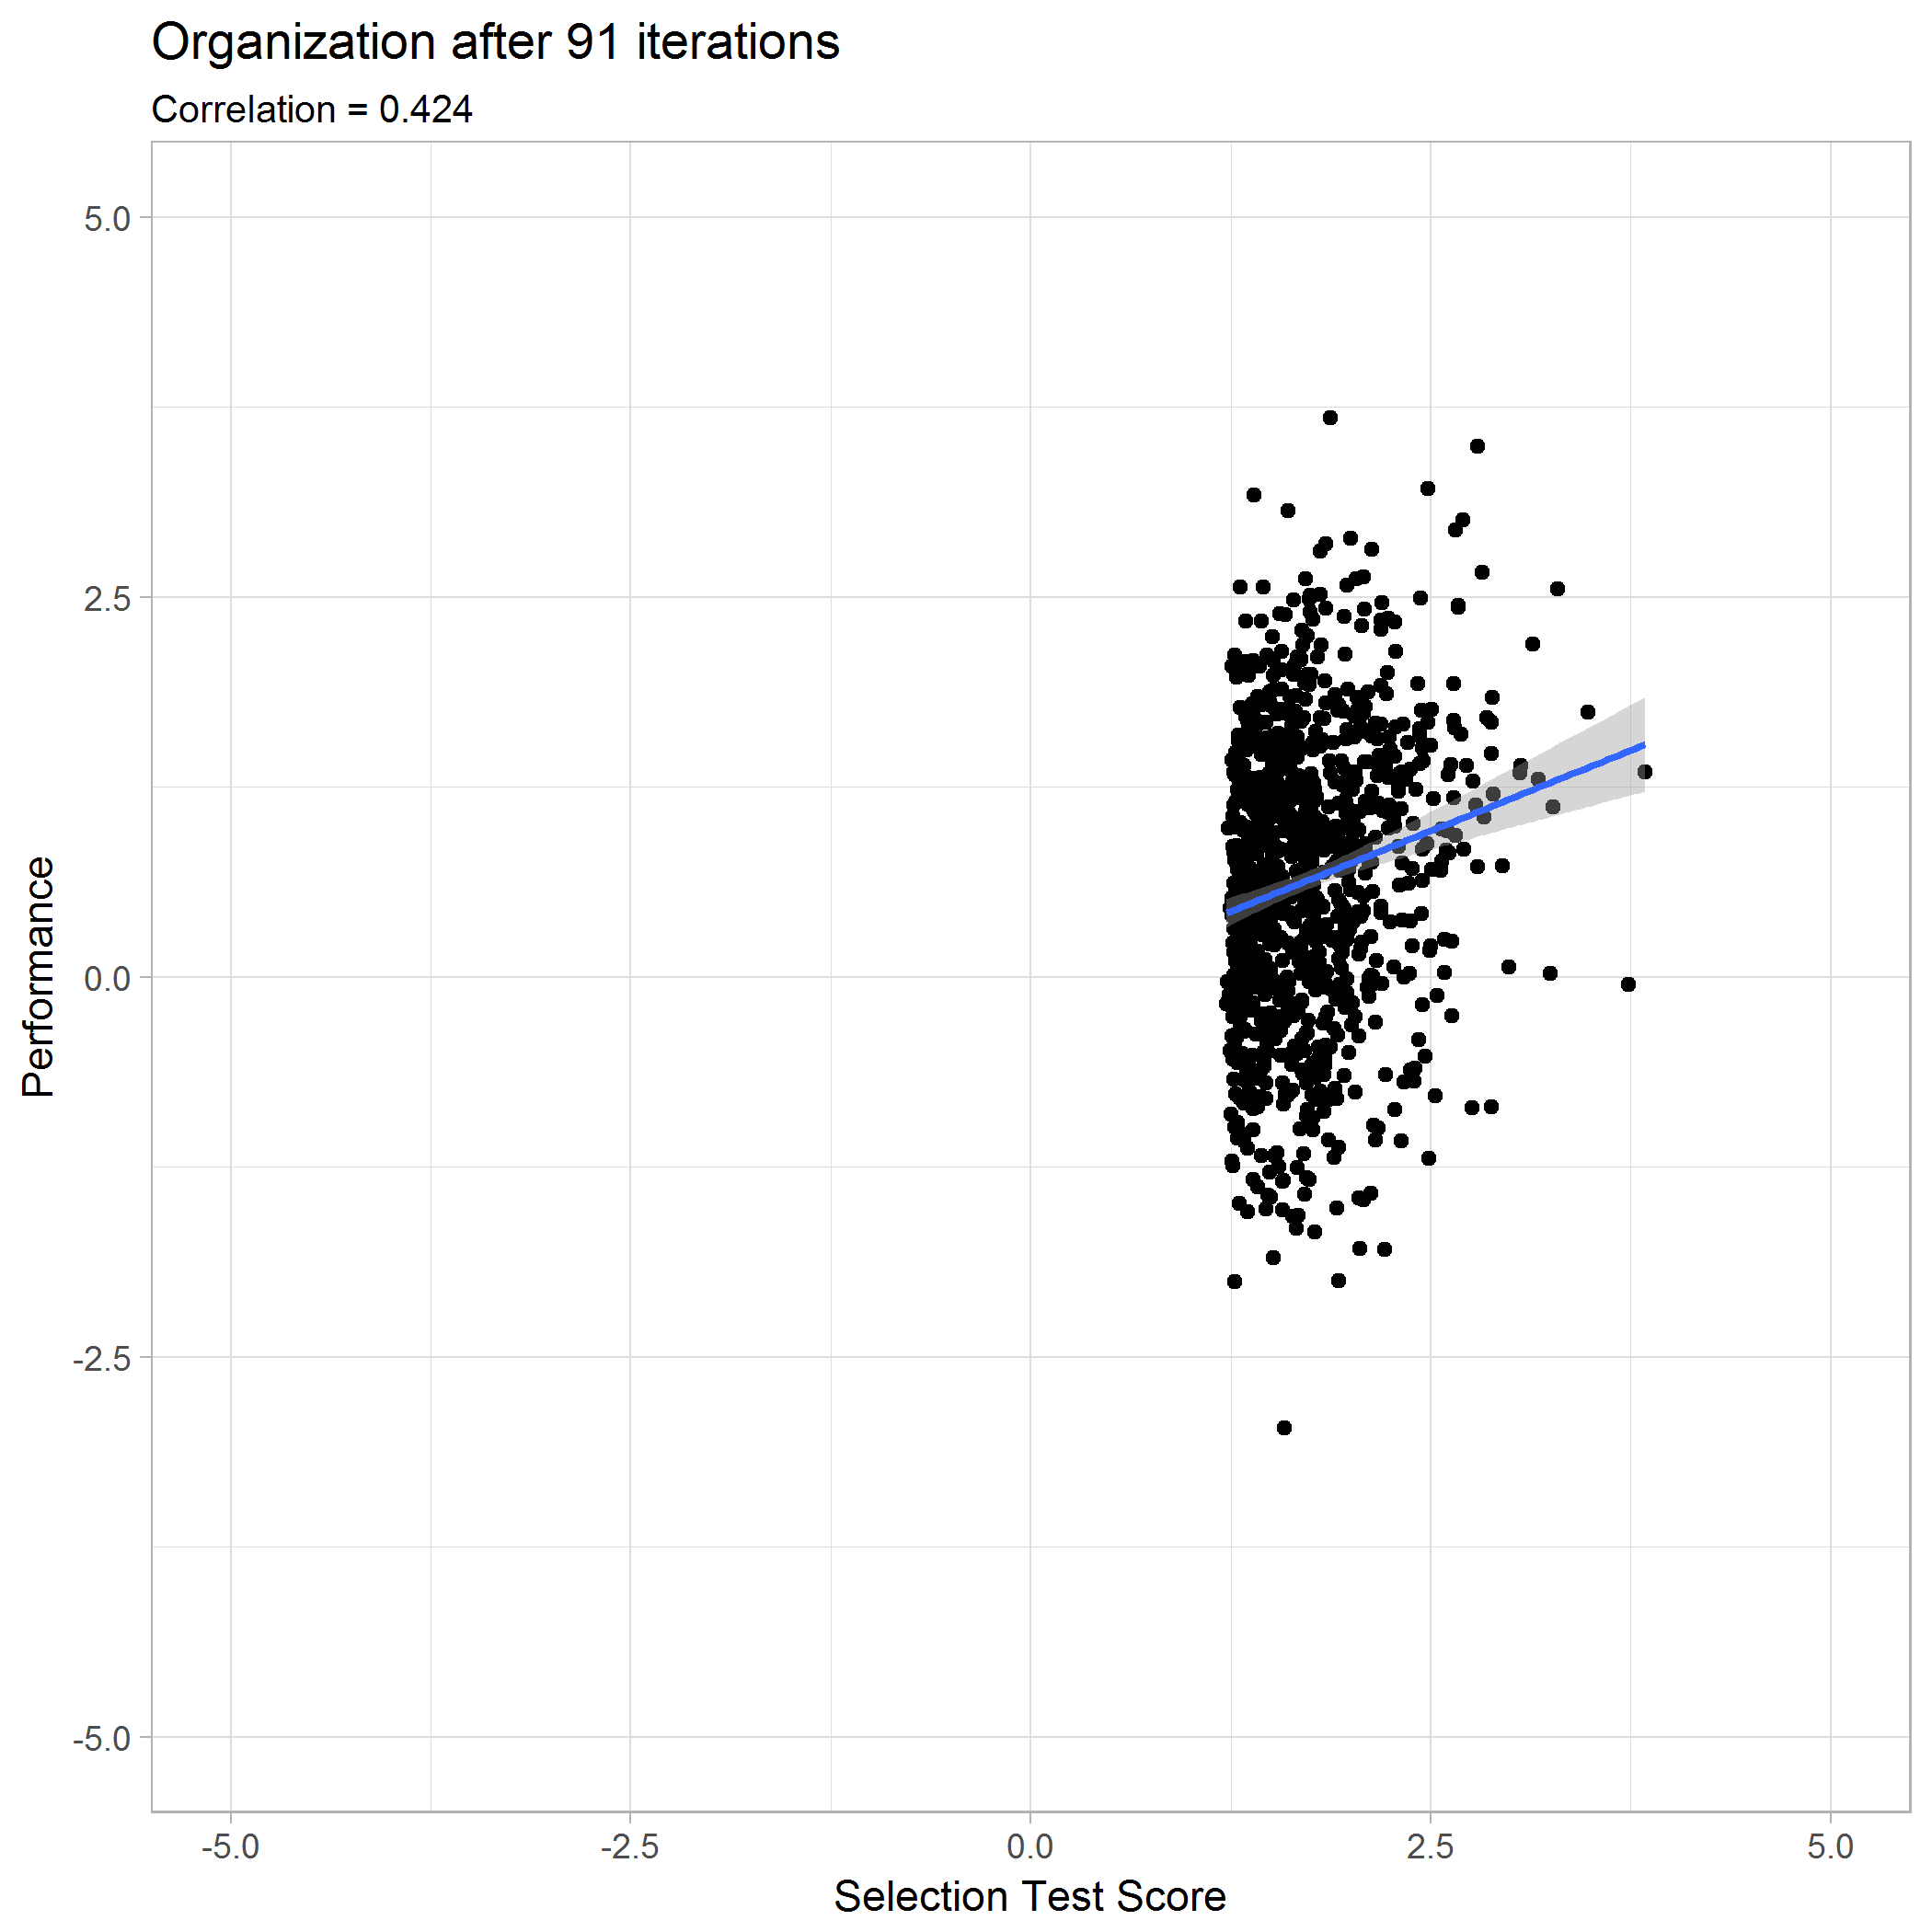 Organization after 91 iterations
Correlation = 0.424
5.0
2.5
0.0
-2.5
-5.0
Performance
-5.0 -2.5 0.0 2.5 5.0
Selection Test Score